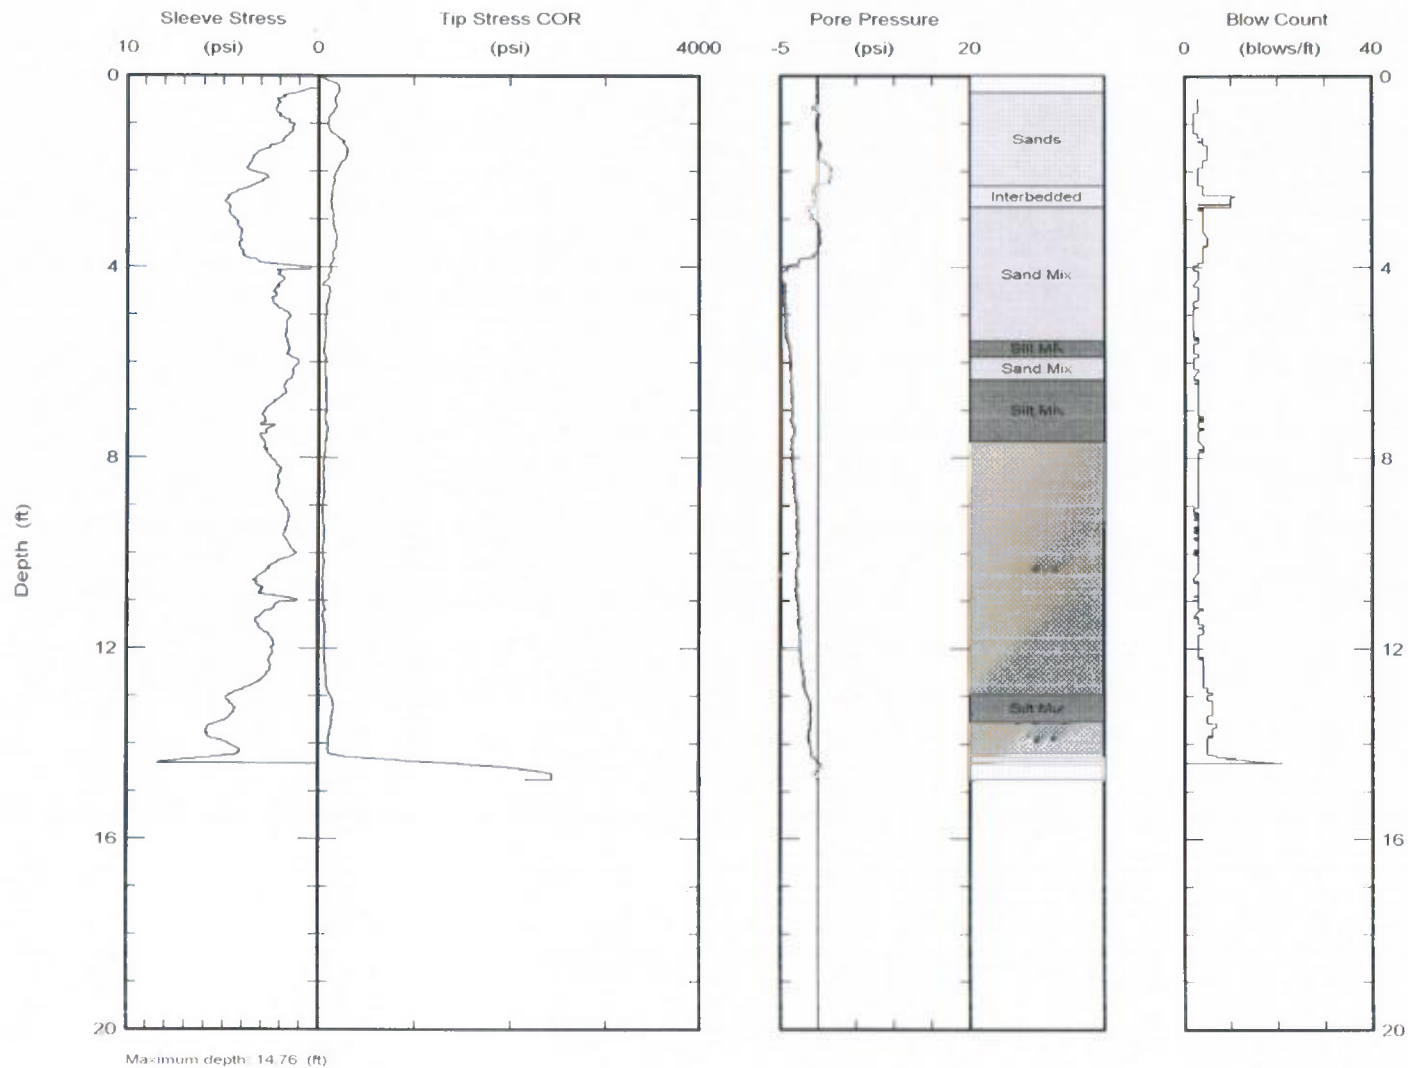 Sleeve Stress Tip Stress COR Pore Pressure Blow Count
10 (psi) 0 (psi) 4000 -5 (psi) 20 0 (blows/ft) 40
0 0
Sands
Interbedded
4 Sand Mix 4
Silt Mix
Sand Mix
Silt Mix
8 8
Depth (ft)
12 12
Silt Mix
16 16
20 20
Maximum depth: 14.76 (ft)